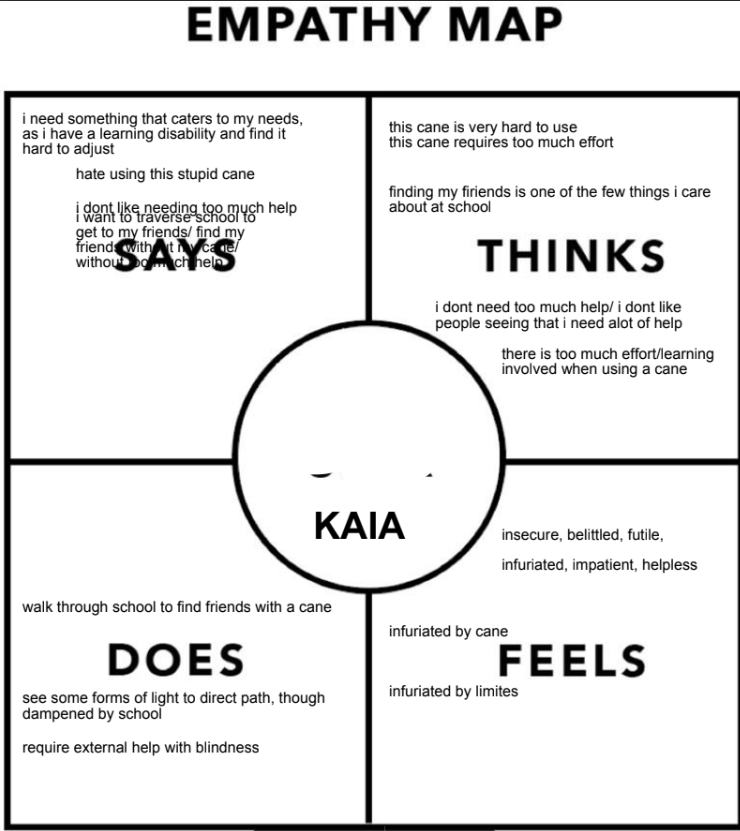 EMPATHY MAP
i need something that caters to my needs,
as i have a learning disability and find it
hard to adjust
hate using this stupid cane
i dont like needing too much help
i want to traverse school to
get to my friends/ find my
friends without my cane/
without too much help
SAYS
this cane is very hard to use
this cane requires too much effort
finding my firiends is one of the few things i care
about at school
THINKS
i dont need too much help/ i dont like
people seeing that i need alot of help
there is too much effort/learning
involved when using a cane
KAIA
walk through school to find friends with a cane
DOES
see some forms of light to direct path, though
dampened by school
require external help with blindness
insecure, belittled, futile,
infuriated, impatient, helpless
infuriated by cane
FEELS
infuriated by limites